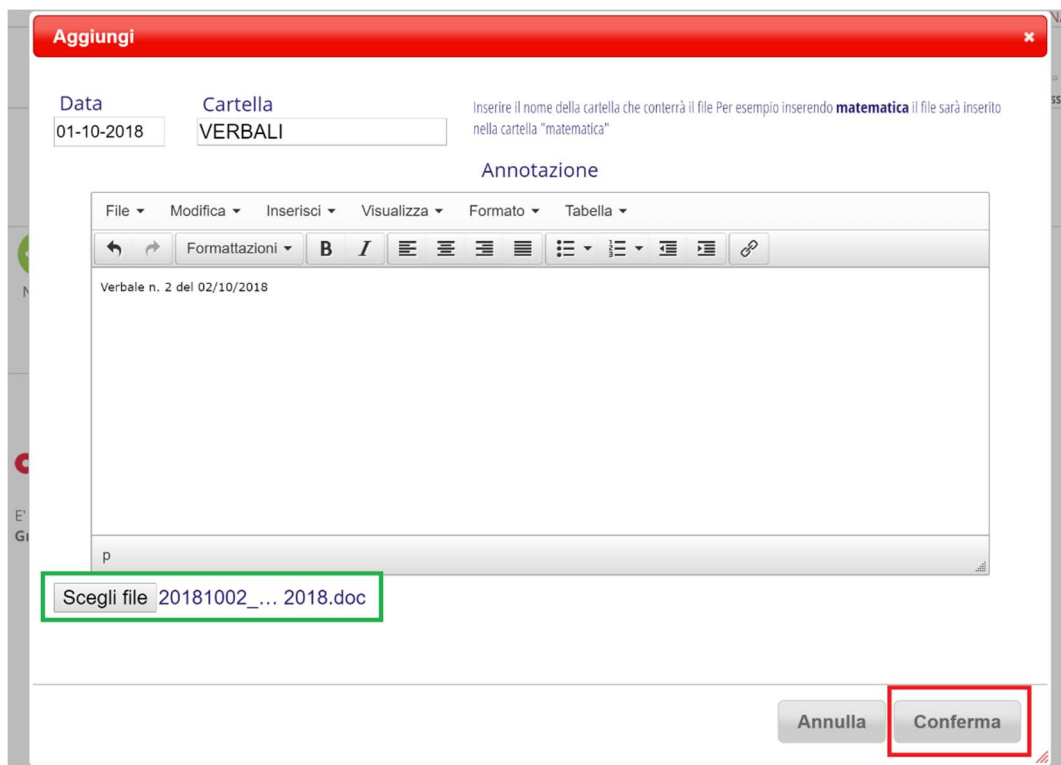 Aggiungi
Data
Cartella
01-10-2018
VERBALI
Inserire il nome della cartella che conterrà il file Per esempio inserendo matematica il file sarà inserito
nella cartella "matematica"
Annotazione
File Modifica Inserisci Visualizza Formato Tabella
Formattazioni B I
Verbale n. 2 del 02/10/2018
p
Scegli file 20181002_... 2018.doc
Annulla Conferma
E'